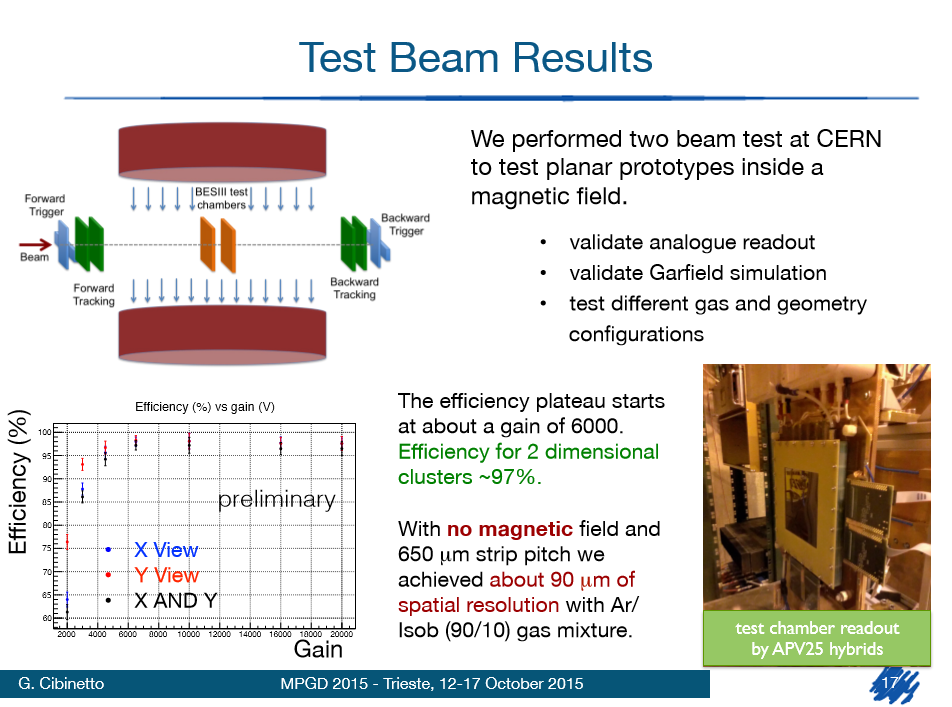 Test Beam Results
We performed two beam test at CERN
to test planar prototypes inside a
magnetic field.
• validate analogue readout
• validate Garfield simulation
• test different gas and geometry
configurations
BESIII test
chambers
Forward
Trigger
Beam
Forward
Tracking
Backward
Trigger
Backward
Tracking
Efficiency (%) vs gain (V)
Efficiency (%)
100
95
90
85
80
75
70
65
60
preliminary
• X View
• Y View
• X AND Y
2000 4000 6000 8000 10000 12000 14000 16000 18000 20000
Gain
The efficiency plateau starts
at about a gain of 6000.
Efficiency for 2 dimensional
clusters ~97%.
With no magnetic field and
650 μm strip pitch we
achieved about 90 μm of
spatial resolution with Ar/
Isob (90/10) gas mixture.
test chamber readout
by APV25 hybrids
G. Cibinetto
MPGD 2015 - Trieste, 12-17 October 2015
17